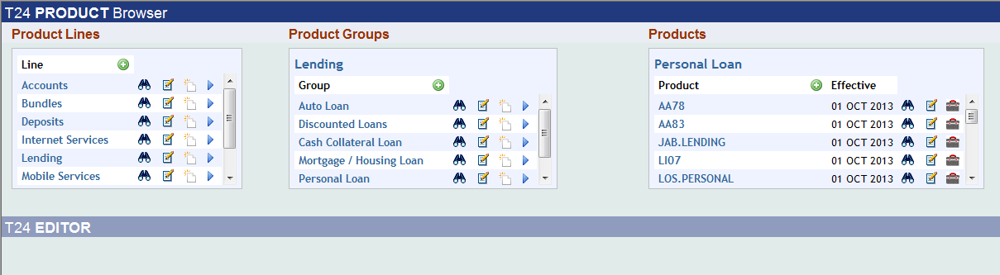 T24 PRODUCT Browser
Product Lines
Line
Accounts
Bundles
Deposits
Internet Services
Lending
Mobile Services
Product Groups
Lending
Group
Auto Loan
Discounted Loans
Cash Collateral Loan
Mortgage / Housing Loan
Personal Loan
Products
Personal Loan
Product Effective
AA78 01 OCT 2013
AA83 01 OCT 2013
JAB.LENDING 01 OCT 2013
LI07 01 OCT 2013
LOS.PERSONAL 01 OCT 2013
T24 EDITOR